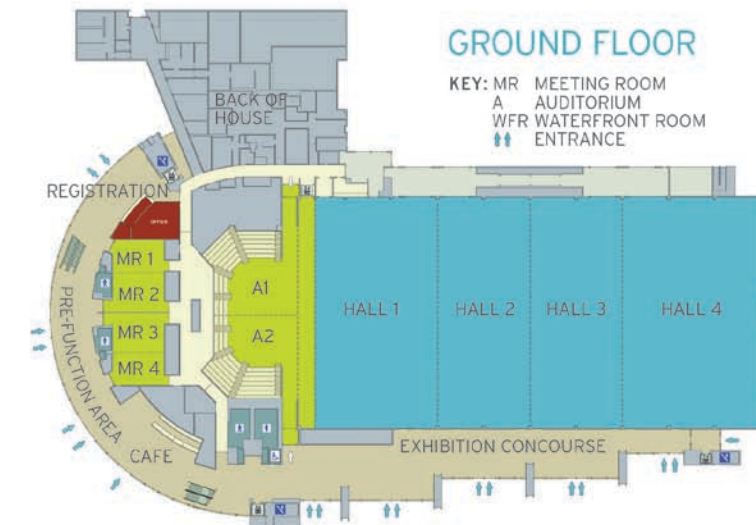 GROUND FLOOR
KEY: MR MEETING ROOM
A AUDITORIUM
WFR WATERFRONT ROOM
ENTRANCE
BACK OF
HOUSE
REGISTRATION
OFFICE
MR 1
MR 2
MR 3
MR 4
PRE-FUNCTION AREA
CAFE
A1
A2
HALL 1
HALL 2
HALL 3
HALL 4
EXHIBITION CONCOURSE